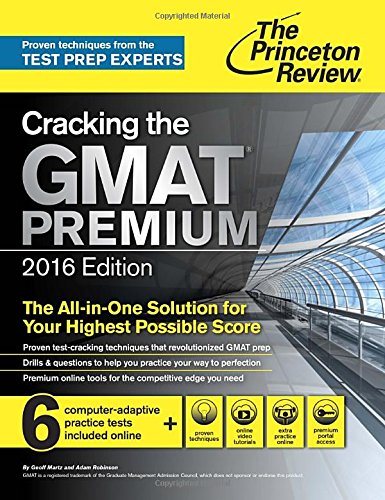 Proven techniques from the
TEST PREP EXPERTS
The
Princeton
Review®
Cracking the
GMAT®
PREMIUM
2016 Edition
The All-in-One Solution for
Your Highest Possible Score
Proven test-cracking techniques that revolutionized GMAT prep
Drills & questions to help you practice your way to perfection
Premium online tools for the competitive edge you need
6 computer-adaptive
practice tests
included online
+
proven
techniques
online
video
tutorials
extra
practice
online
premium
portal
access
By Geoff Martz and Adam Robinson
GMAT is a registered trademark of the Graduate Management Admission Council, which does not sponsor or endorse this product.